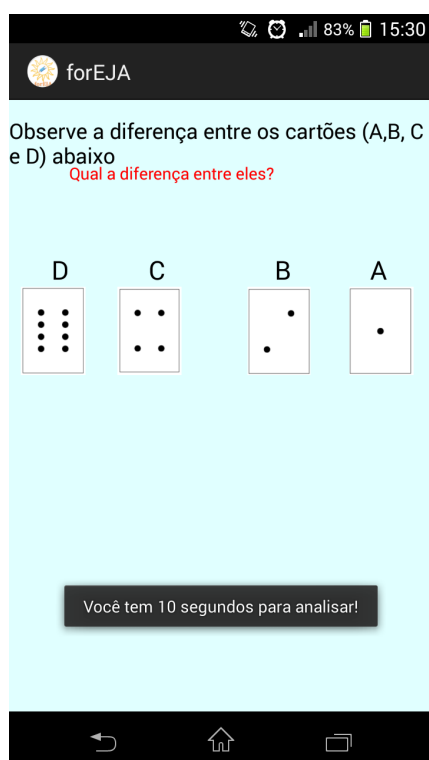 83% 15:30
forEJA
Observe a diferença entre os cartões (A,B, C
e D) abaixo
Qual a diferença entre eles?
D C B A
Você tem 10 segundos para analisar!